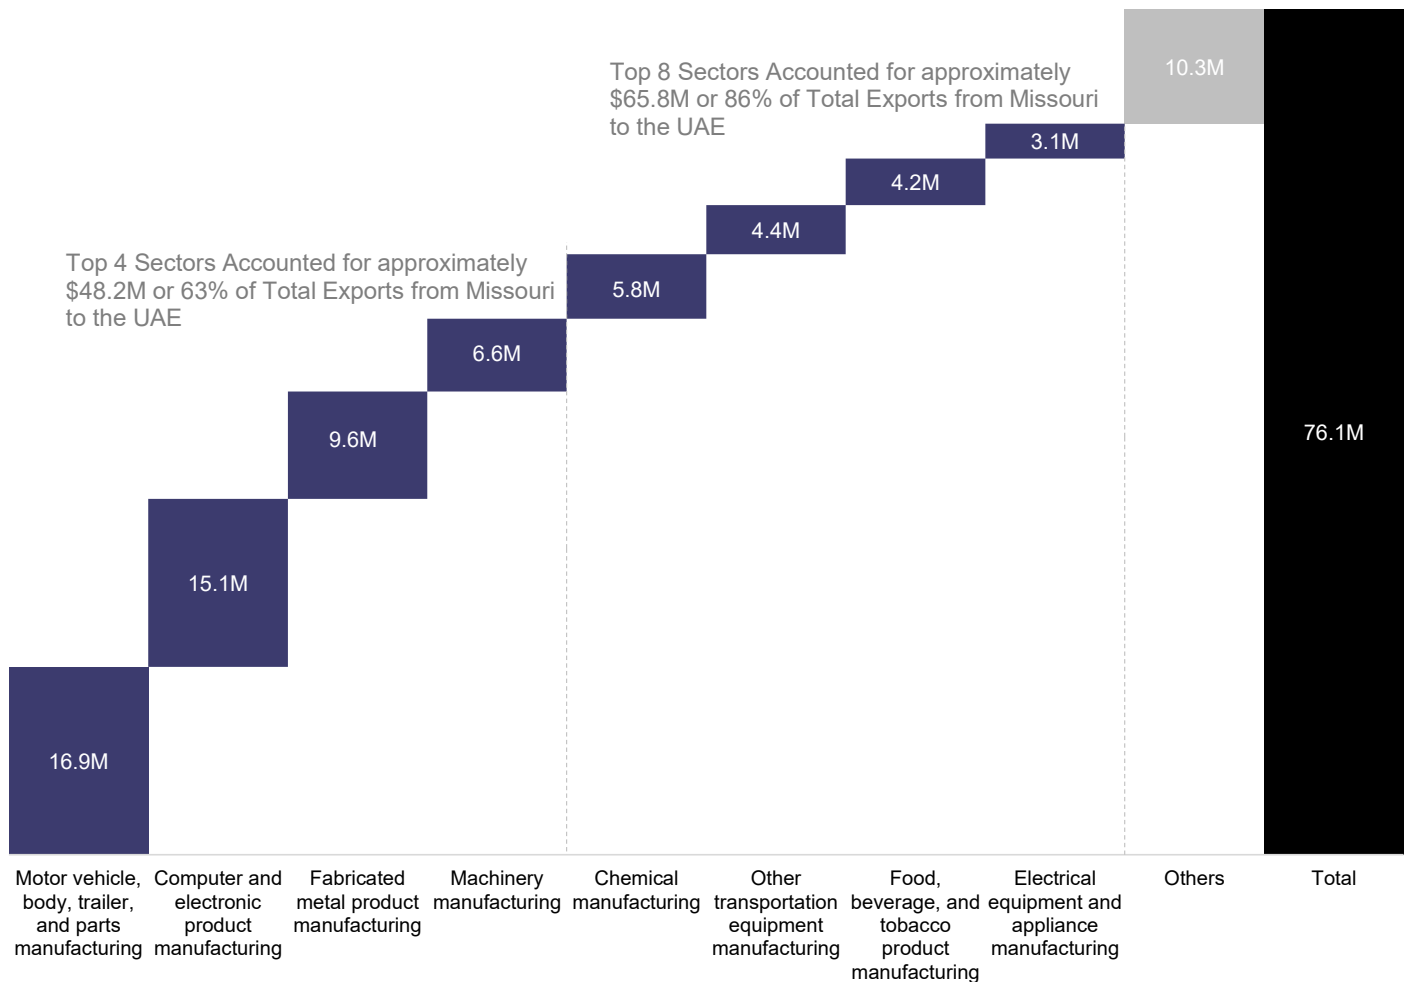 Top 8 Sectors Accounted for approximately
$65.8M or 86% of Total Exports from Missouri
to the UAE
Top 4 Sectors Accounted for approximately
$48.2M or 63% of Total Exports from Missouri
to the UAE
16.9M
15.1M
9.6M
6.6M
5.8M
4.4M
4.2M
3.1M
10.3M
76.1M
Motor vehicle,
body, trailer,
and parts
manufacturing
Computer and
electronic
product
manufacturing
Fabricated
metal product
manufacturing
Machinery
manufacturing
Chemical
manufacturing
Other
transportation
equipment
manufacturing
Food,
beverage, and
tobacco
product
manufacturing
Electrical
equipment and
appliance
manufacturing
Others
Total